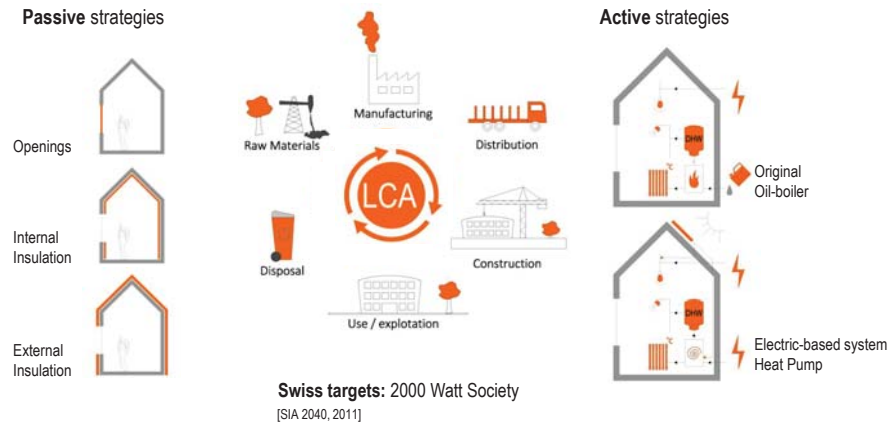 Passive strategies
Openings
Internal
Insulation
External
Insulation
Manufacturing
Raw Materials
Distribution
LCA
Disposal
Construction
Use / explotation
Swiss targets: 2000 Watt Society
[SIA 2040, 2011]
Active strategies
DHW
°C
Original
Oil-boiler
DHW
°C
Electric-based system
Heat Pump